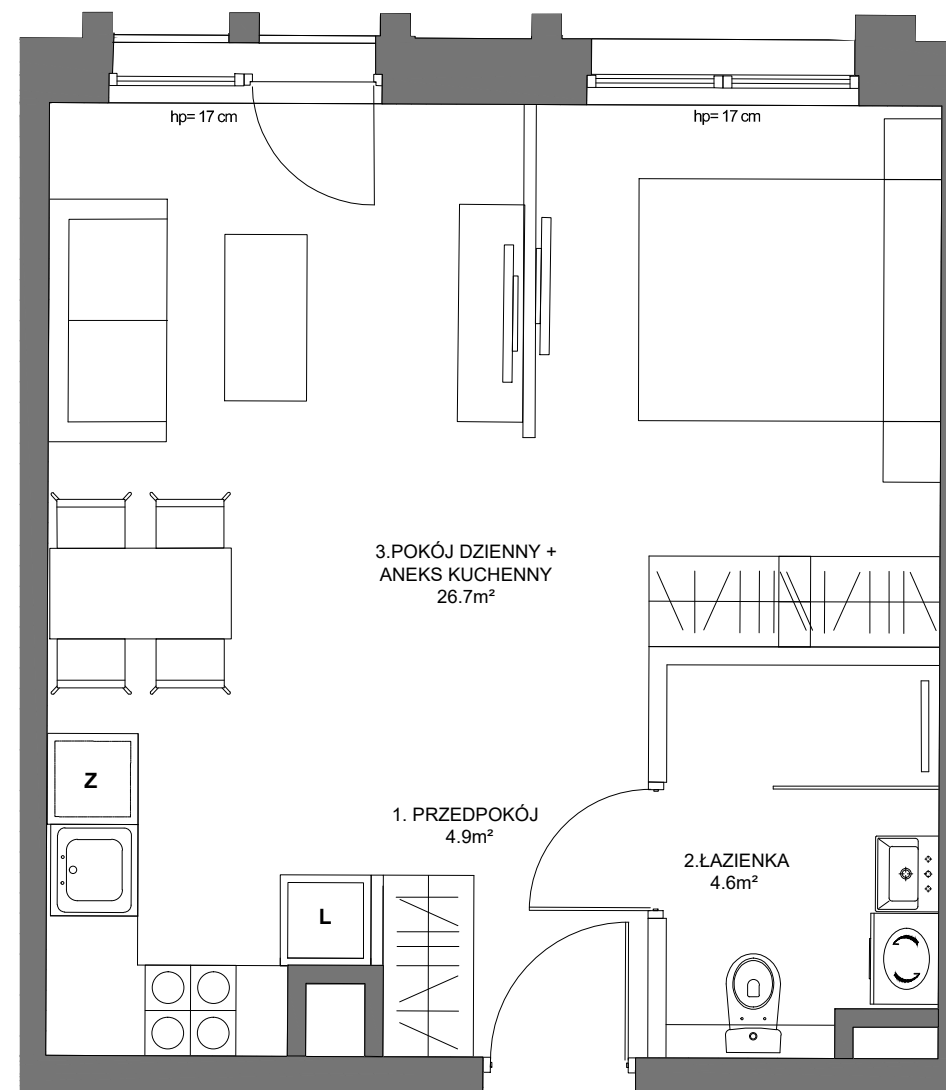 hp= 17 cm
hp= 17 cm
3.POKÓJ DZIENNY +
ANEKS KUCHENNY
26.7m²
Z
1. PRZEDPOKÓJ
4.9m²
2.ŁAZIENKA
4.6m²
L